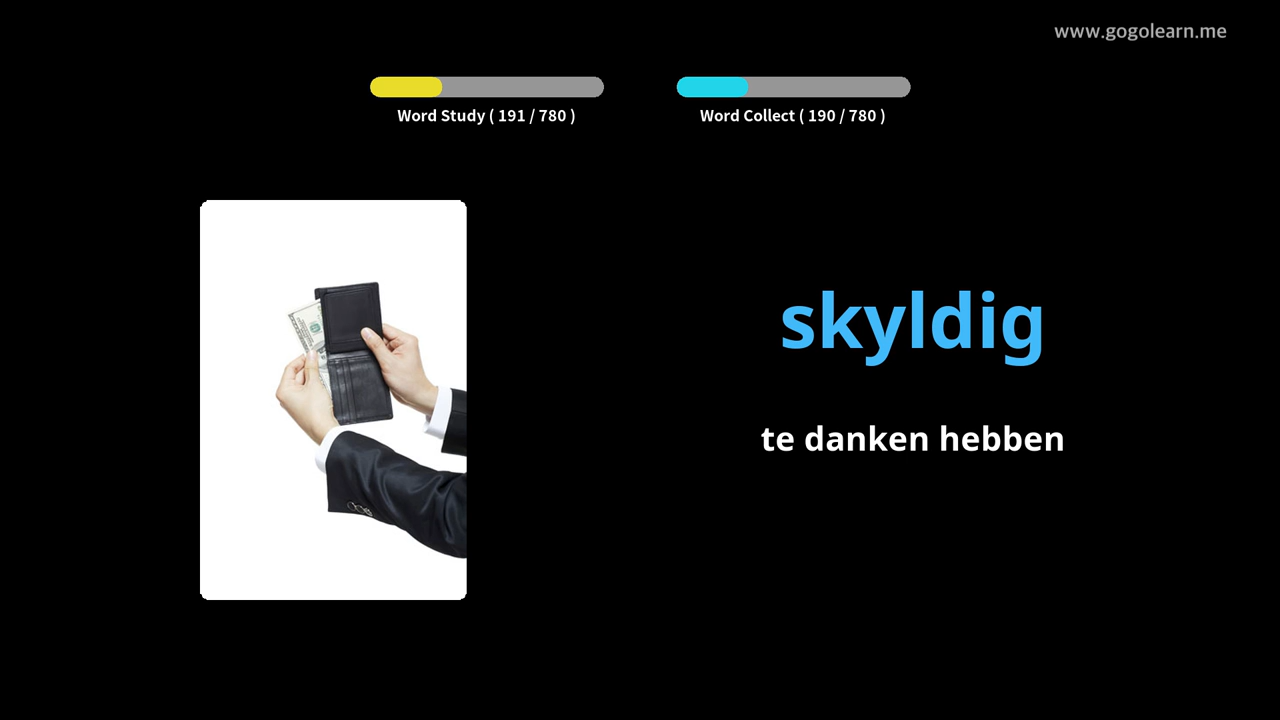 www.gogolearn.me
Word Study ( 191 / 780 )
Word Collect ( 190 / 780 )
skyldig
te danken hebben